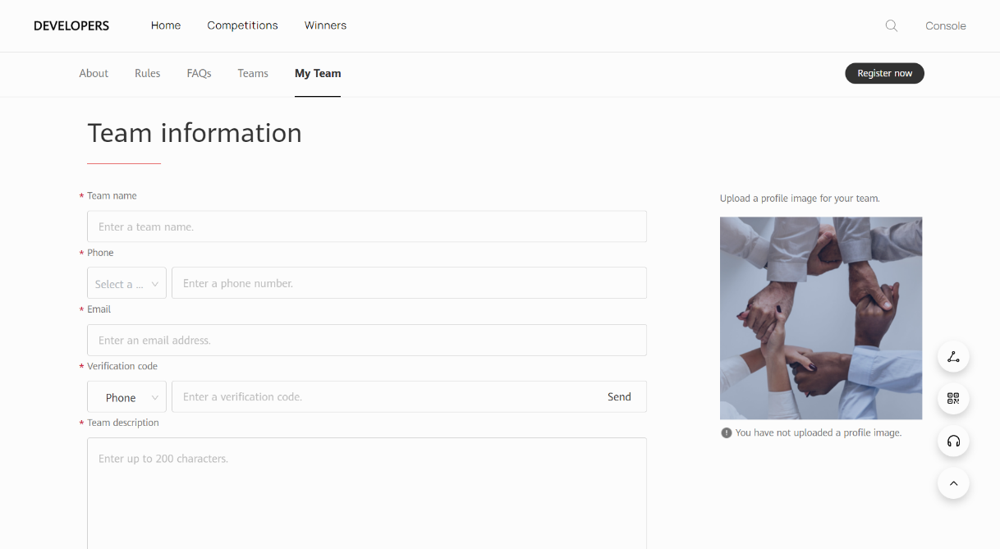 DEVELOPERS Home Competitions Winners Console
About Rules FAQs Teams My Team Register now
Team information
* Team name
Enter a team name.
* Phone
Select a ... Enter a phone number.
* Email
Enter an email address.
* Verification code
Phone Enter a verification code. Send
* Team description
Enter up to 200 characters.
Upload a profile image for your team.
You have not uploaded a profile image.